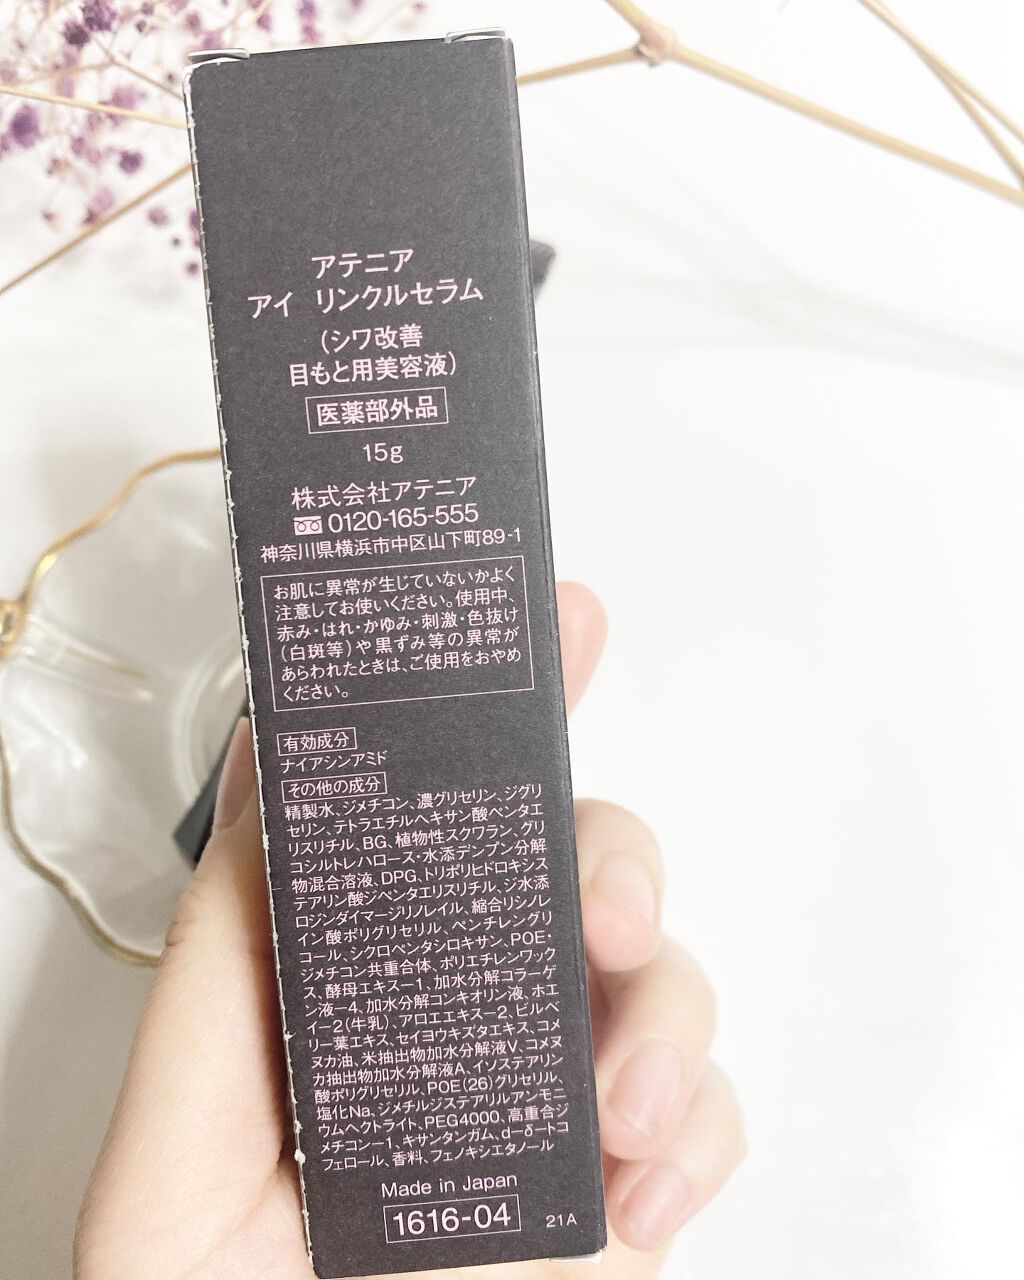 アテニア
アイ リンクルセラム
(シワ改善
目もと用美容液)
医薬部外品
15g
株式会社アテニア
0120-165-555
神奈川県横浜市中区山下町89-1
お肌に異常が生じていないかよく
注意してお使いください。使用中、
赤み・はれ・かゆみ・刺激・色抜け
(白斑等)や黒ずみ等の異常が
あらわれたときは、ご使用をおやめ
ください。
有効成分
ナイアシンアミド
その他の成分
精製水、ジメチコン、濃グリセリン、ジグリ
セリン、テトラエチルヘキサン酸ペンタエ
リスリチル、BG、植物性スクワラン、グリ
コシルトレハロース・水添デンプン分解
物混合溶液、DPG、トリポリヒドロキシス
テアリン酸ジペンタエリスリチル、ジ水添
ロジンダイマージリノレイル、縮合リシノレ
イン酸ポリグリセリル、ペンチレングリ
コール、シクロペンタシロキサン、POE・
ジメチコン共重合体、ポリエチレンワック
ス、酵母エキス-1、加水分解コラーゲ
ン液-4、加水分解コンキオリン液、ホエ
イ-2(牛乳)、アロエエキス-2、ビルベ
リー葉エキス、セイヨウキズタエキス、コメ
ヌカ油、米抽出物加水分解液V、コメヌ
カ抽出物加水分解液A、イソステアリン
酸ポリグリセリル、POE(26)グリセリル、
塩化Na、ジメチルジステアリルアンモニ
ウムヘクトライト、PEG4000、高重合ジ
メチコン-1、キサンタンガム、d-δ-トコ
フェロール、香料、フェノキシエタノール
Made in Japan
1616-04
21A